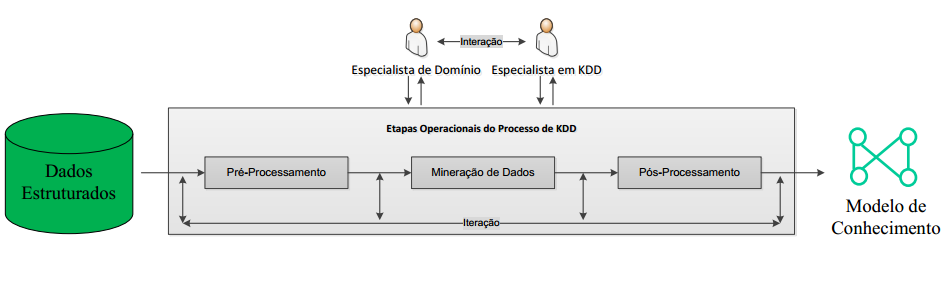 Interação
Especialista de Domínio
Especialista em KDD
Etapas Operacionais do Processo de KDD
Dados
Estruturados
Pré-Processamento
Mineração de Dados
Pós-Processamento
Iteração
Modelo de
Conhecimento